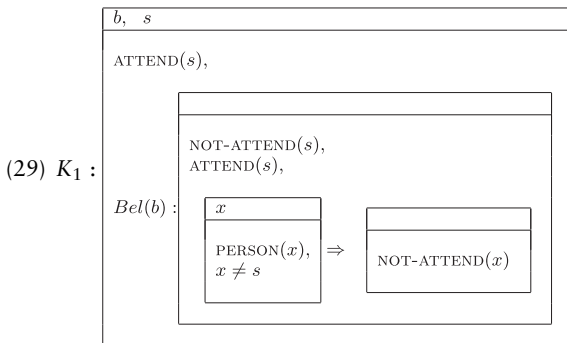 b, s
ATTEND(s),
NOT-ATTEND(s),
ATTEND(s),
(29) K₁ :
Bel(b) :
x
PERSON(x),
x ≠ s
⇒
NOT-ATTEND(x)